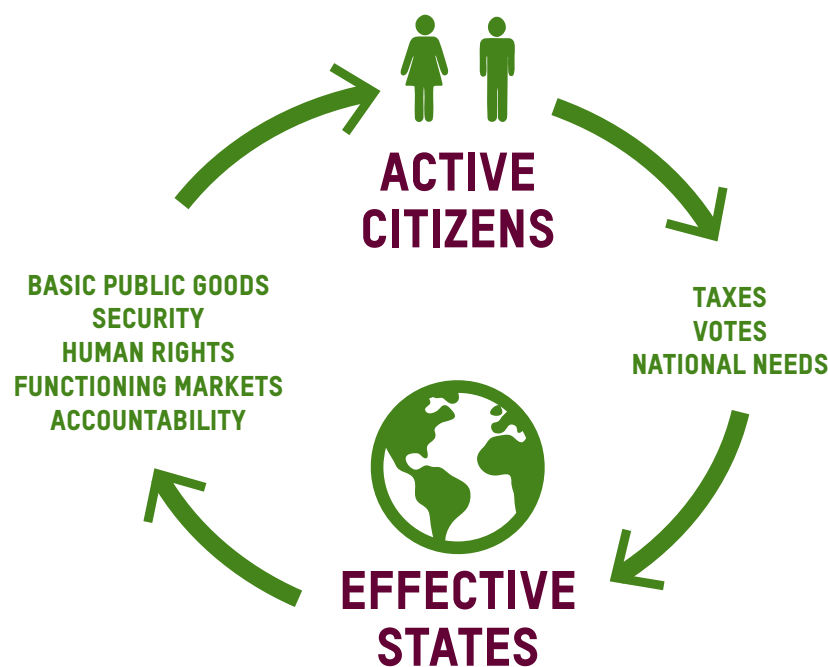 ACTIVE
CITIZENS
TAXES
VOTES
NATIONAL NEEDS
EFFECTIVE
STATES
BASIC PUBLIC GOODS
SECURITY
HUMAN RIGHTS
FUNCTIONING MARKETS
ACCOUNTABILITY